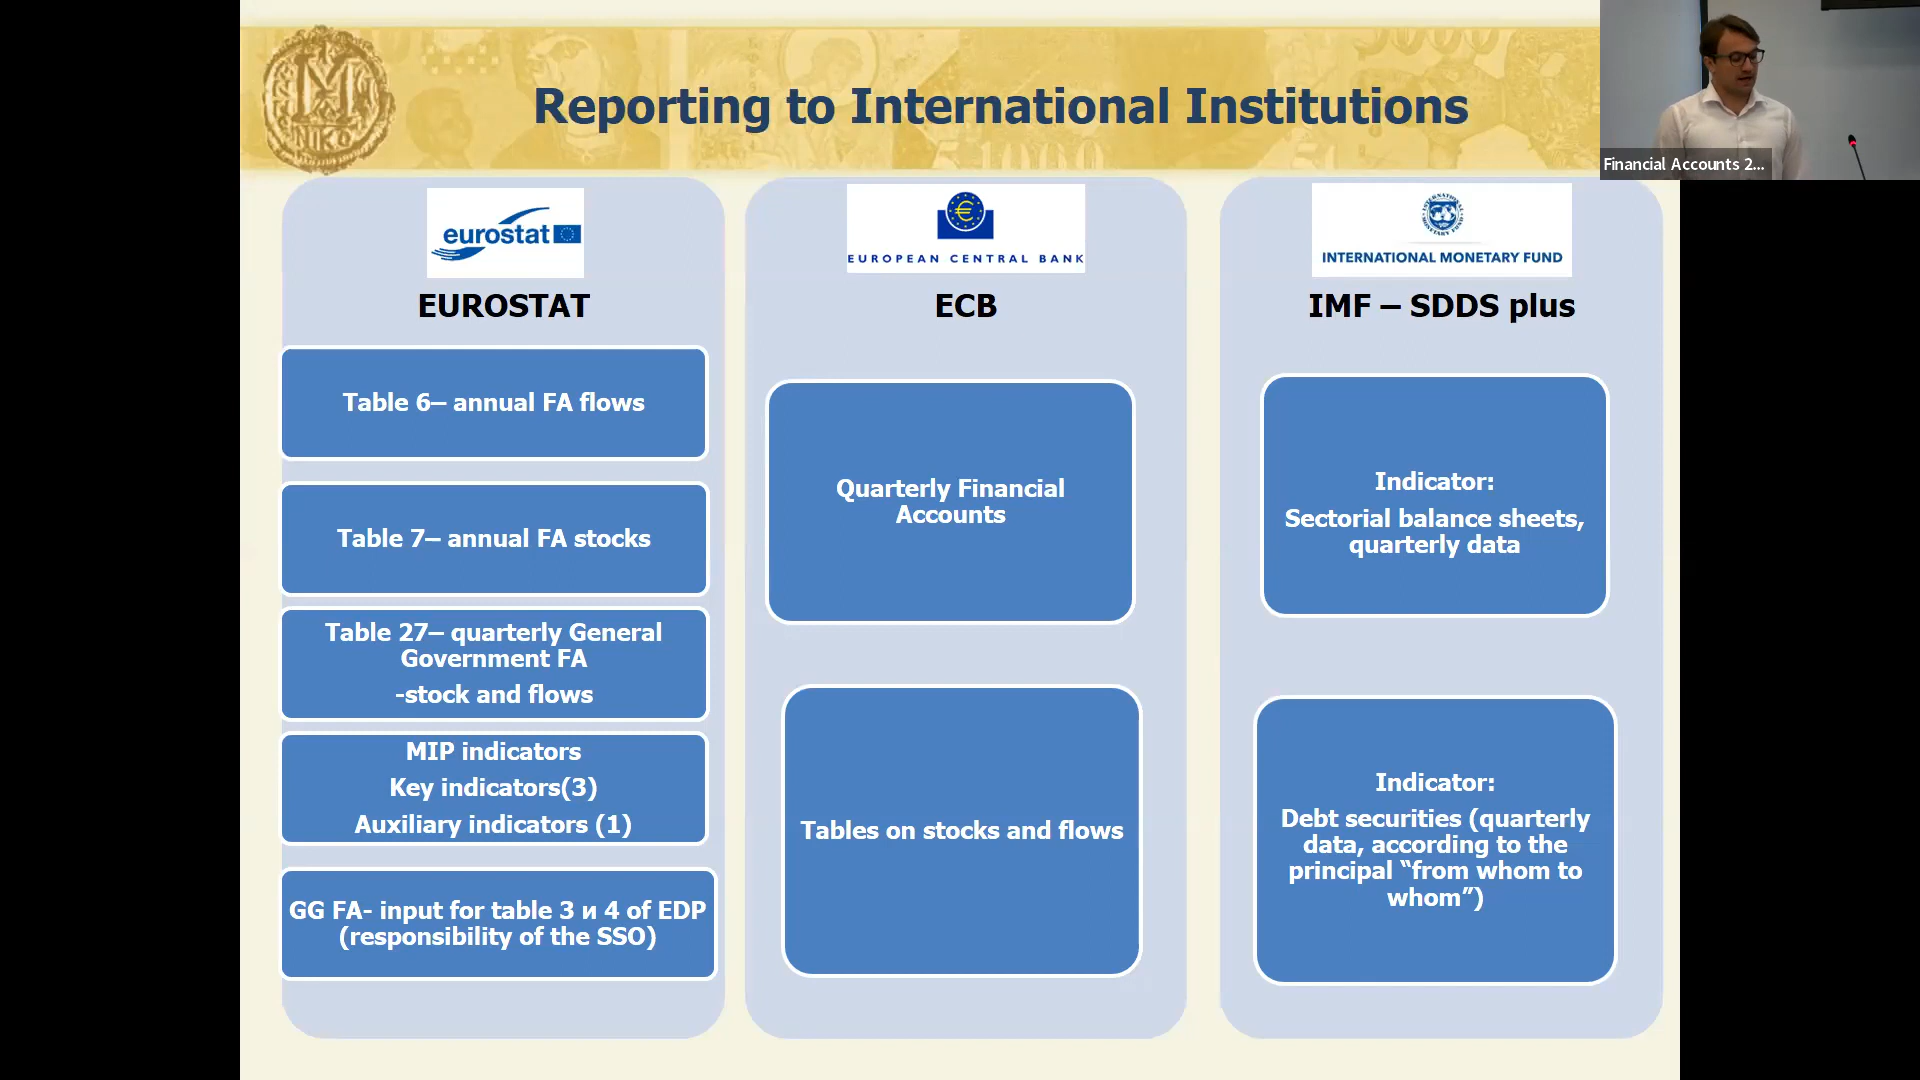 Reporting to International Institutions
Financial Accounts 2...
eurostat
EUROPEAN CENTRAL BANK
INTERNATIONAL MONETARY FUND
INTERNATIONAL MONETARY FUND
EUROSTAT
ECB
IMF – SDDS plus
Table 6– annual FA flows
Table 7– annual FA stocks
Table 27– quarterly General
Government FA
-stock and flows
MIP indicators
Key indicators(3)
Auxiliary indicators (1)
GG FA- input for table 3 и 4 of EDP
(responsibility of the SSO)
Quarterly Financial
Accounts
Tables on stocks and flows
Indicator:
Sectorial balance sheets,
quarterly data
Indicator:
Debt securities (quarterly
data, according to the
principal “from whom to
whom”)